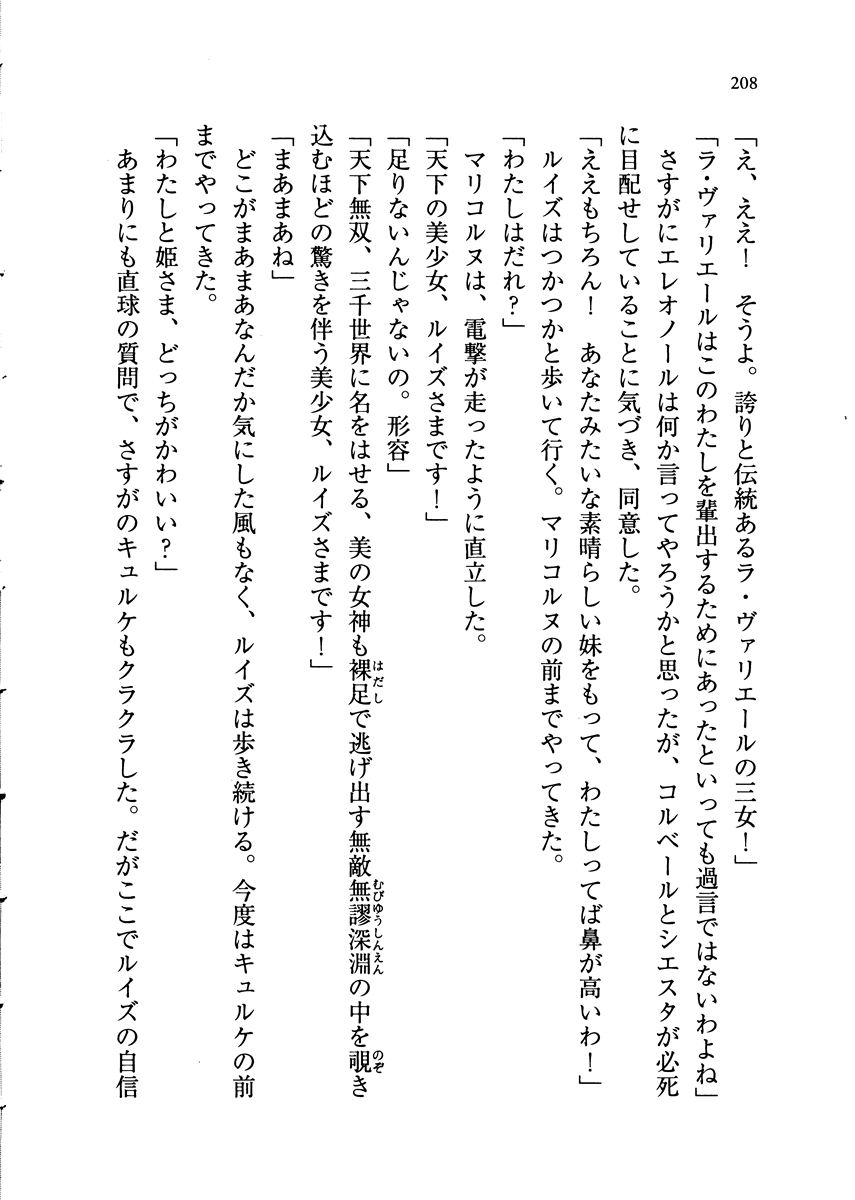 208
「え、ええ！　そうよ。誇りと伝統あるラ・ヴァリエールの三女！」
「ラ・ヴァリエールはこのわたしを輩出するためにあったといっても過言ではないわよね」
　さすがにエレオノールは何か言ってやろうかと思ったが、コルベールとシエスタが必死
に目配せしていることに気づき、同意した。
「ええもちろん！　あなたみたいな素晴らしい妹をもって、わたしってば鼻が高いわ！」
　ルイズはつかつかと歩いて行く。マリコルヌの前までやってきた。
「わたしはだれ？」
　マリコルヌは、電撃が走ったように直立した。
「天下の美少女、ルイズさまです！」
「足りないんじゃないの。形容」
「天下無双、三千世界に名をはせる、美の女神も裸足で逃げ出す無敵無謬深淵の中を覗き
はだし
むびゆうしんえん
のぞ
込むほどの驚きを伴う美少女、ルイズさまです！」
「まあまあね」
　どこがまあまあなんだか気にした風もなく、ルイズは歩き続ける。今度はキュルケの前
までやってきた。
「わたしと姫さま、どっちがかわいい？」
　あまりにも直球の質問で、さすがのキュルケもクラクラした。だがここでルイズの自信